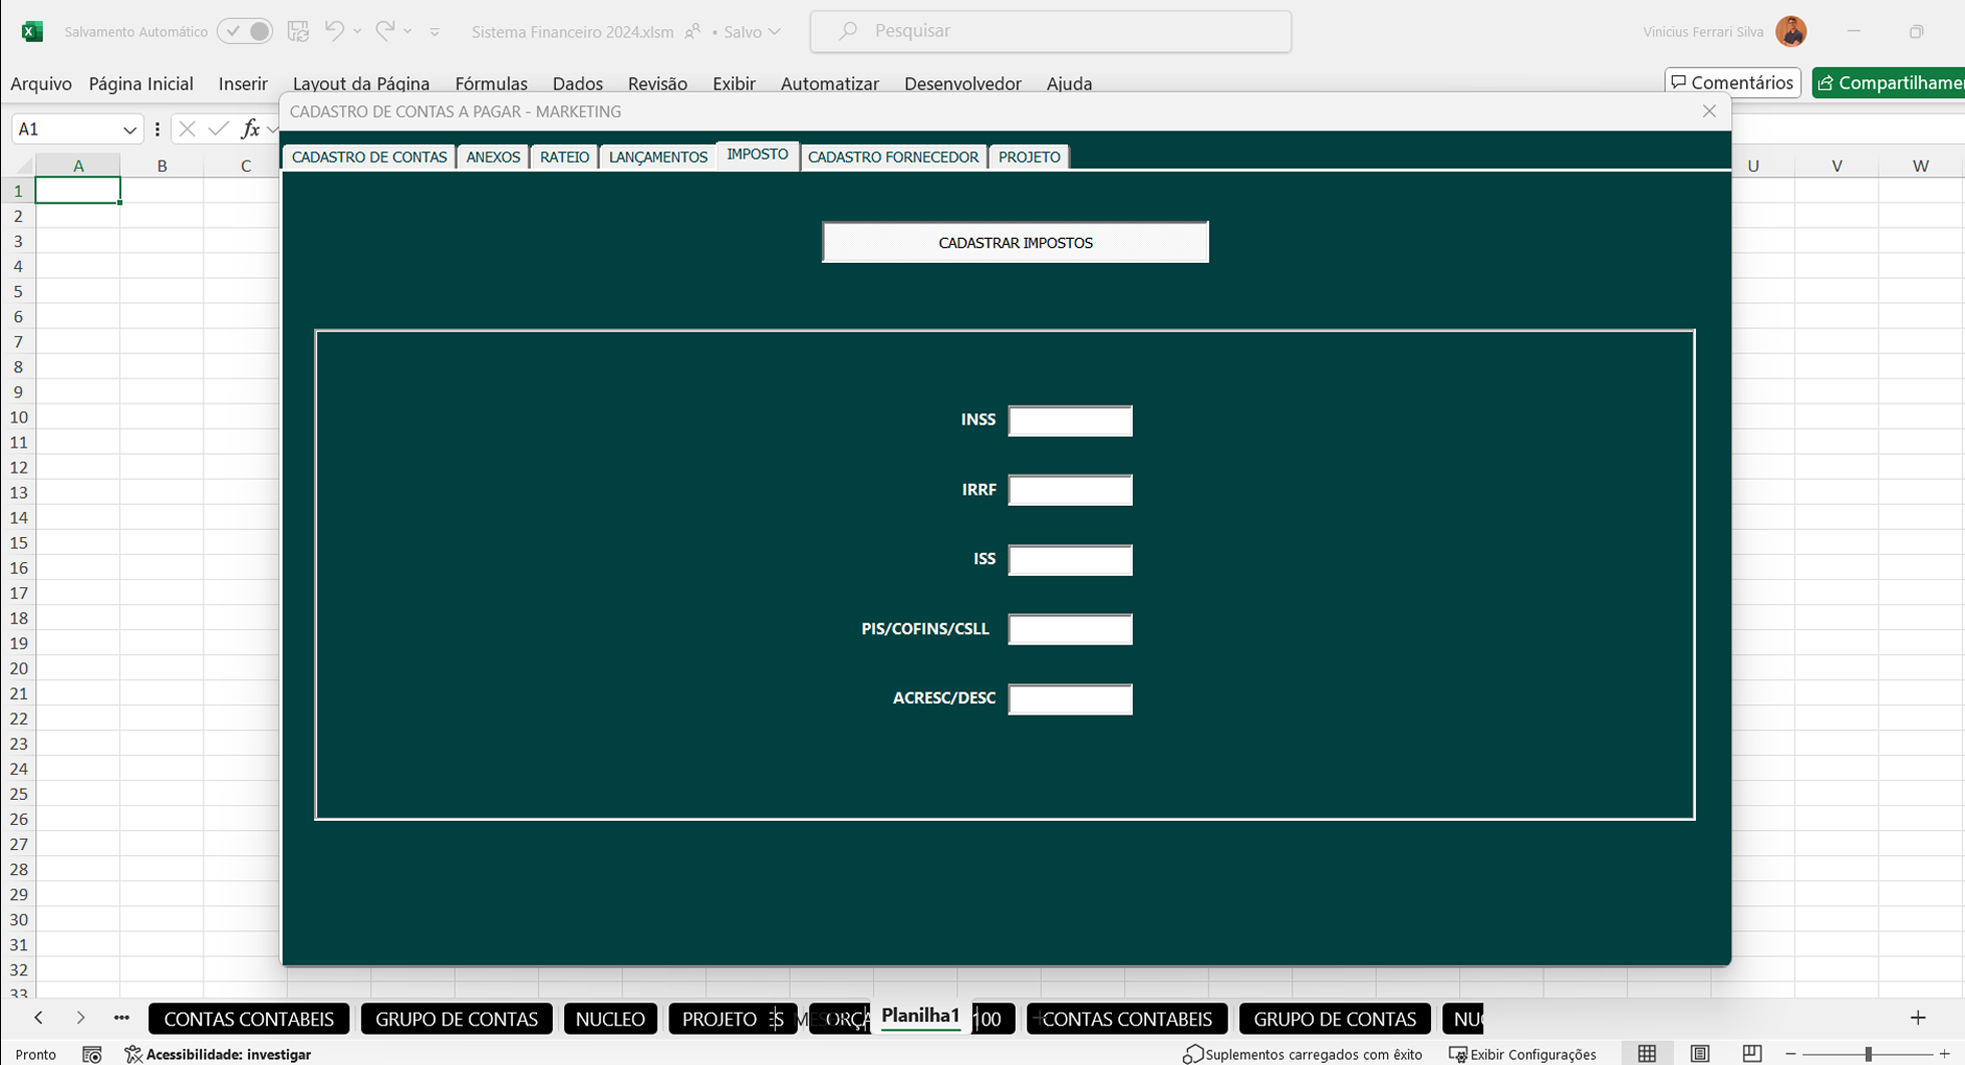 Salvamento Automático
Sistema Financeiro 2024.xlsm • Salvo
Pesquisar
Vinicius Ferrari Silva
Arquivo Página Inicial Inserir Layout da Página Fórmulas Dados Revisão Exibir Automatizar Desenvolvedor Ajuda
Comentários
Compartilhamen
CADASTRO DE CONTAS A PAGAR - MARKETING
A1
fx
CADASTRO DE CONTAS ANEXOS RATEIO LANÇAMENTOS IMPOSTO CADASTRO FORNECEDOR PROJETO
A B C U V W
1
2
3
4
5
6
7
8
9
10
11
12
13
14
15
16
17
18
19
20
21
22
23
24
25
26
27
28
29
30
31
32
33
CADASTRAR IMPOSTOS
INSS
IRRF
ISS
PIS/COFINS/CSLL
ACRESC/DESC
CONTAS CONTABEIS GRUPO DE CONTAS NUCLEO PROJETO ORÇA Planilha1 100 CONTAS CONTABEIS GRUPO DE CONTAS NUC
Pronto
Acessibilidade: investigar
Suplementos carregados com êxito
Exibir Configurações